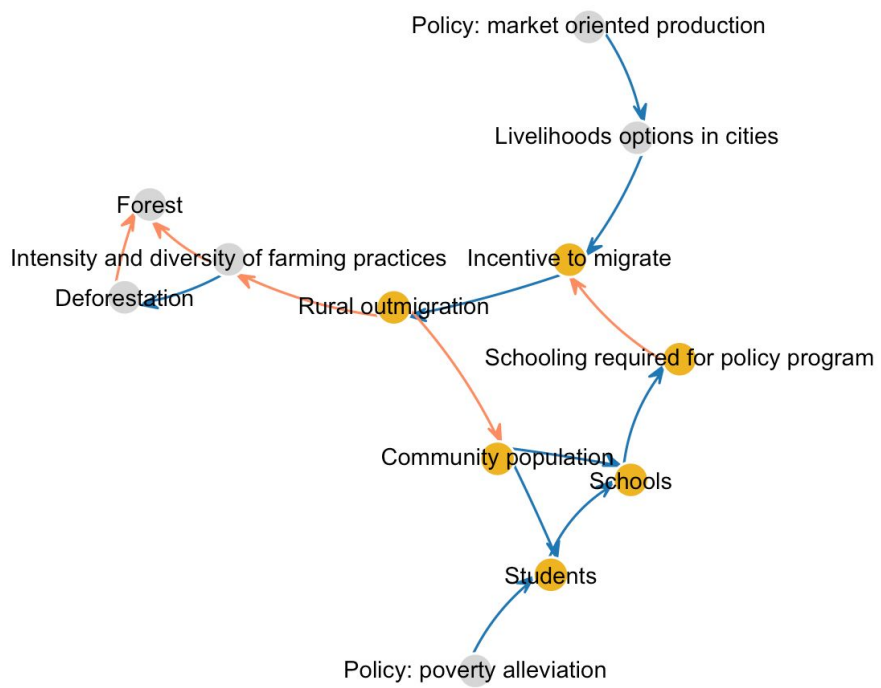 Policy: market oriented production
Livelihoods options in cities
Forest
Intensity and diversity of farming practices
Incentive to migrate
Deforestation
Rural outmigration
Schooling required for policy program
Community population
Schools
Students
Policy: poverty alleviation